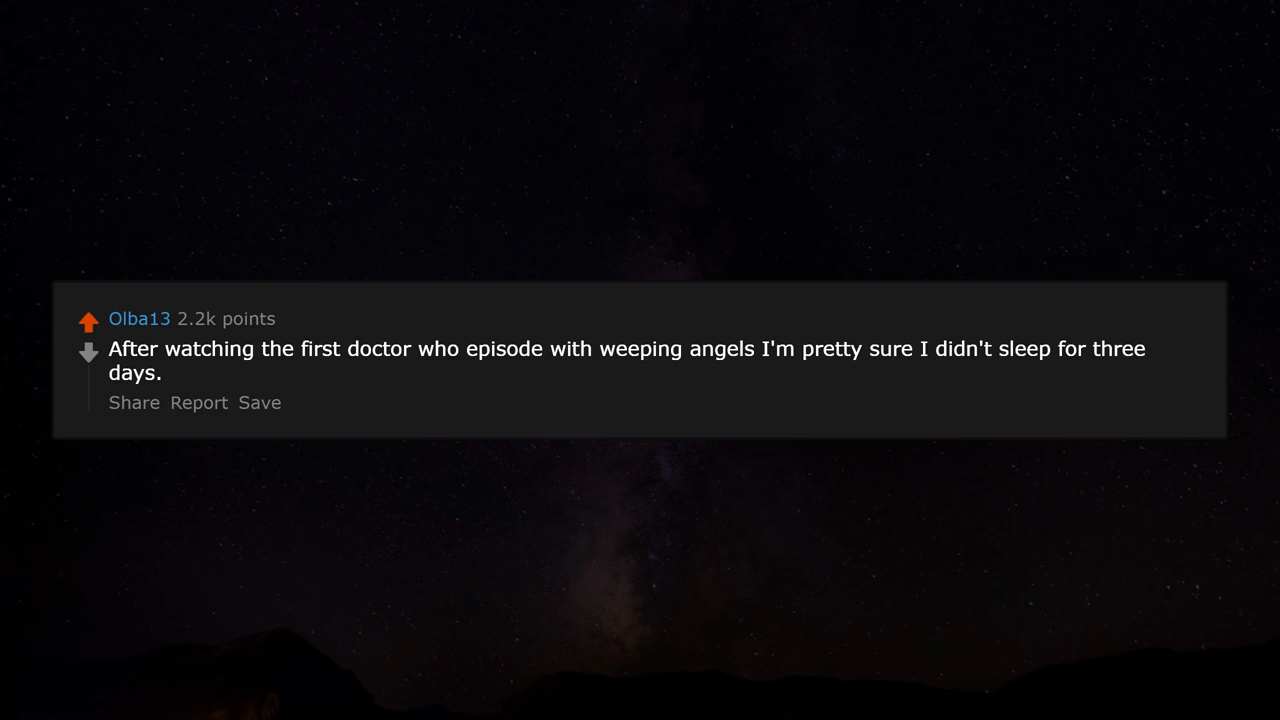 Olba13 2.2k points
After watching the first doctor who episode with weeping angels I'm pretty sure I didn't sleep for three
days.
Share Report Save